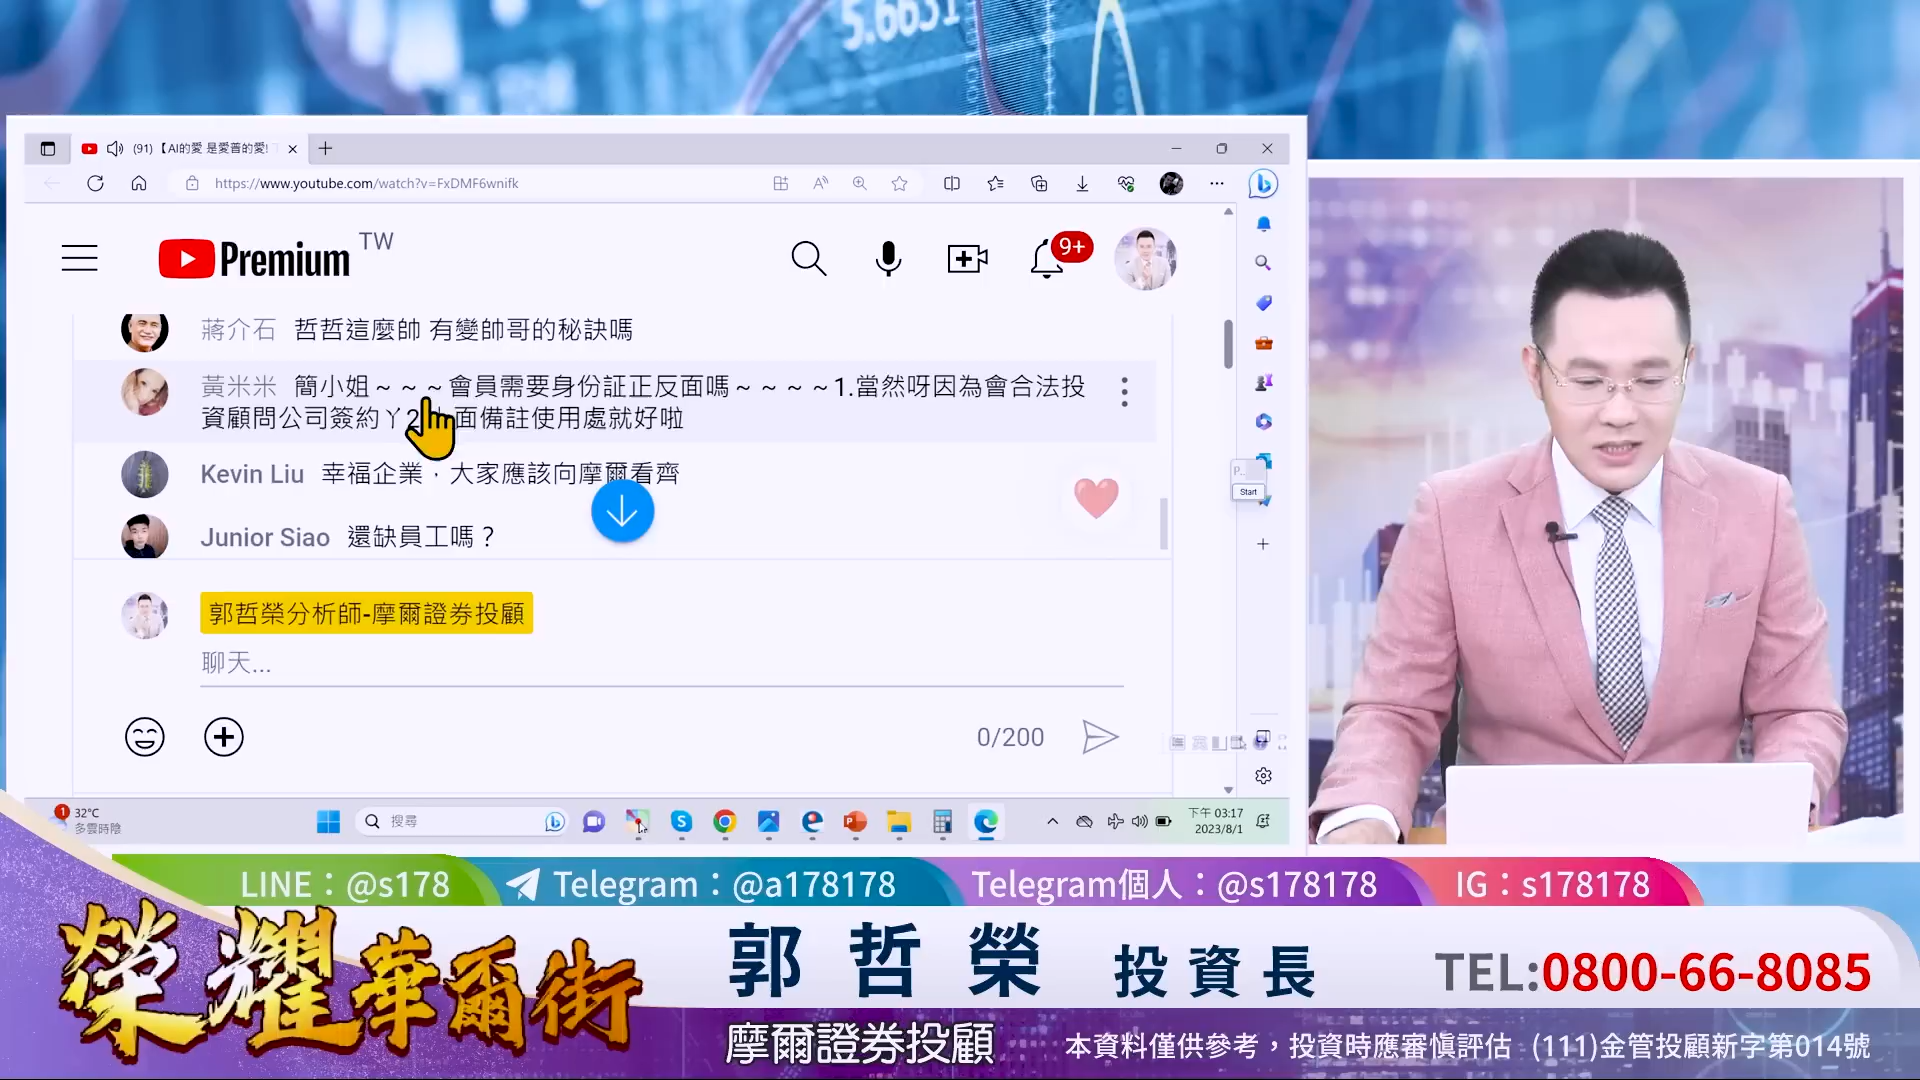 5.6631
(91)【AI的愛 是愛普的愛!
https://www.youtube.com/watch?v=FxDMF6wnifk
Premium TW
9+
蔣介石 哲哲這麼帥 有變帥哥的秘訣嗎
黃米米 簡小姐~~~會員需要身份証正反面嗎~~~~1.當然呀因為會合法投
資顧問公司簽約ㄚ2 面備註使用處就好啦
Kevin Liu 幸福企業，大家應該向摩爾看齊
Junior Siao 還缺員工嗎？
郭哲榮分析師-摩爾證券投顧
聊天...
0/200
P...
Start
1
32°C
多雲時陰
搜尋
下午 03:17
2023/8/1
LINE：@s178
Telegram：@a178178
Telegram個人：@s178178
IG：s178178
榮耀華爾街
郭哲榮 投資長
TEL:0800-66-8085
摩爾證券投顧
本資料僅供參考，投資時應審慎評估 (111)金管投顧新字第014號